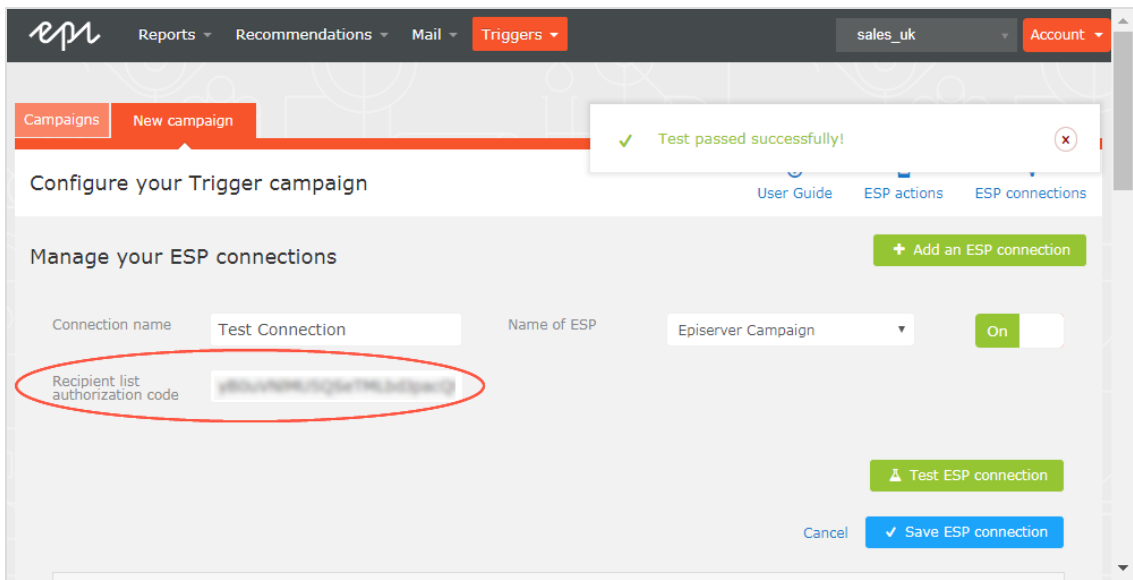 epi Reports Recommendations Mail Triggers sales_uk Account
Campaigns New campaign
Test passed successfully!
x
Configure your Trigger campaign
User Guide ESP actions ESP connections
Manage your ESP connections
+ Add an ESP connection
Connection name Test Connection Name of ESP Episerver Campaign On
Recipient list
authorization code
Test ESP connection
Cancel Save ESP connection